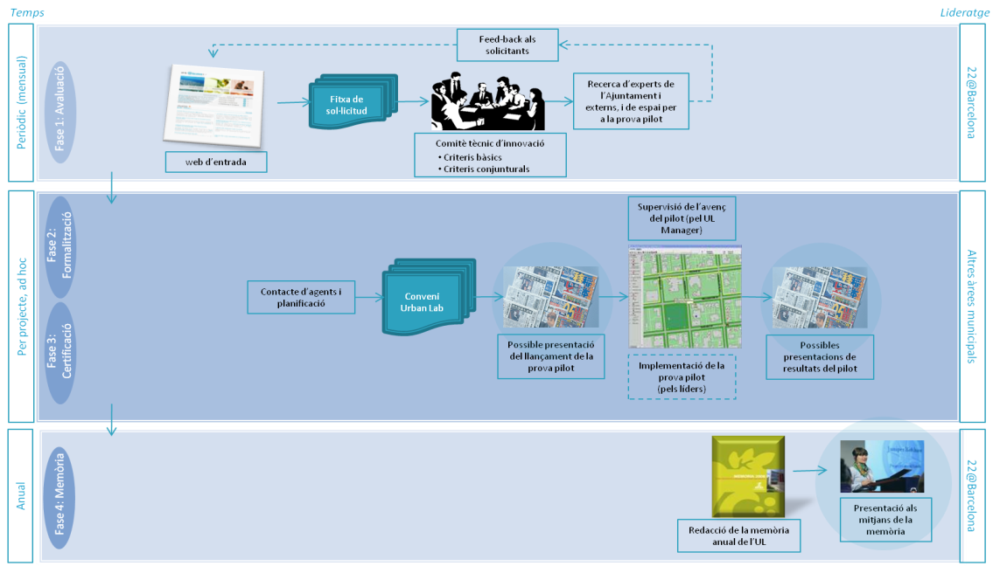 Temps
Lideratge
Periòdic (mensual)
Fase 1: Avaluació
Feed-back als
sol·licitants
Fitxa de
sol·licitud
Recerca d'experts de
l'Ajuntament i
externs, i de espai per
a la prova pilot
web d'entrada
Comitè tècnic d'innovació
• Criteris bàsics
• Criteris conjunturals
22@Barcelona
Per projecte, ad hoc
Fase 2:
Formalització
Fase 3:
Certificació
Supervisió de l'avenç
del pilot (pel UL
Manager)
Contacte d'agents i
planificació
Conveni
Urban Lab
Possible presentació
del llançament de la
prova pilot
Implementació de la
prova pilot
(pels líders)
Possibles
presentacions de
resultats del pilot
Altres àrees municipals
Anual
Fase 4: Memòria
Redacció de la memòria
anual de l'UL
Presentació als
mitjans de la
memòria
22@Barcelona